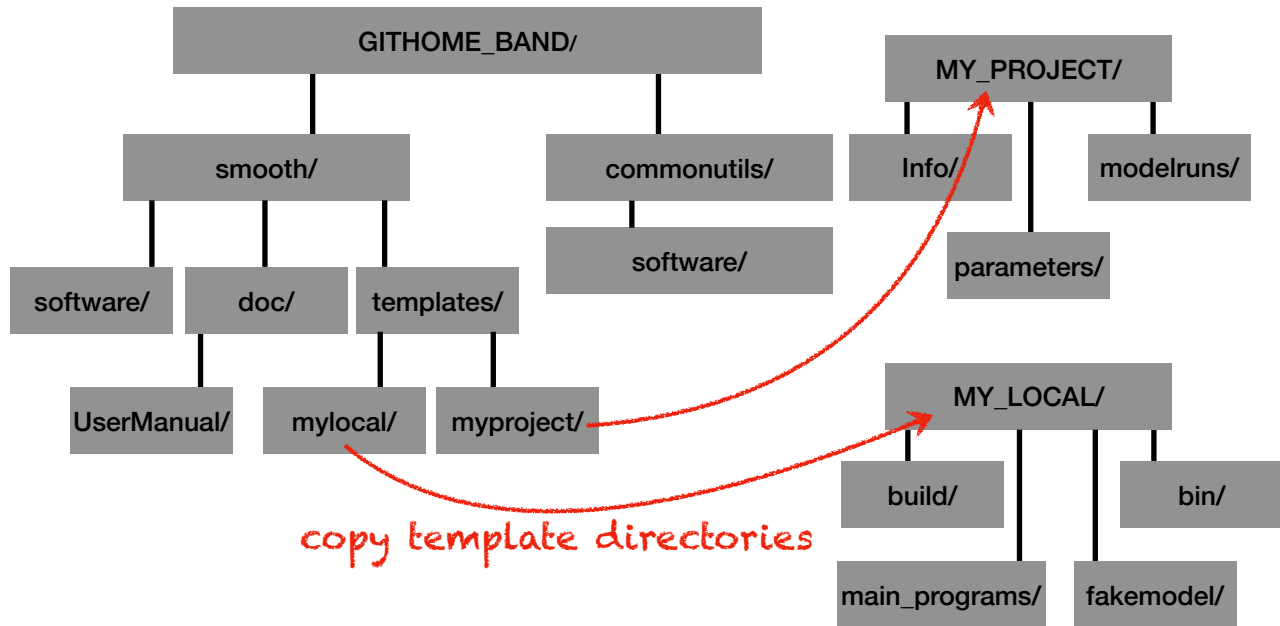 GITHOME_BAND/
MY_PROJECT/
smooth/
commonutils/
Info/
modelruns/
software/
parameters/
software/
doc/
templates/
UserManual/
mylocal/
myproject/
MY_LOCAL/
build/
bin/
copy template directories
main_programs/
fakemodel/